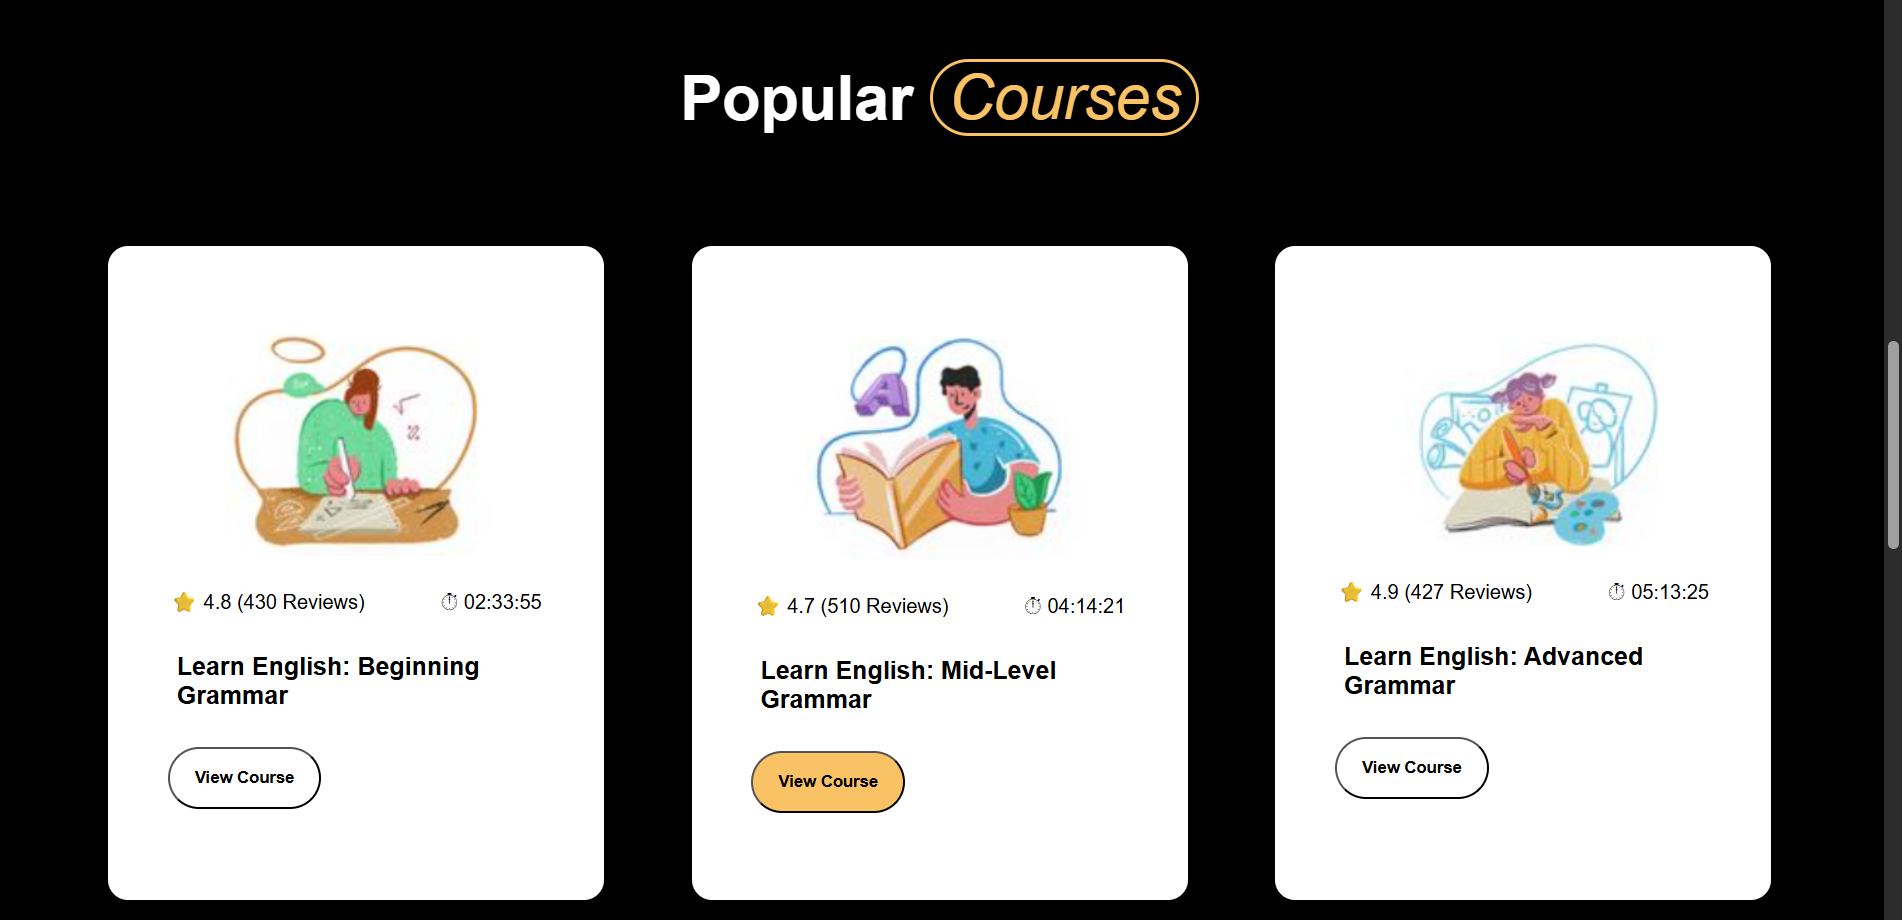 Popular Courses
⭐ 4.8 (430 Reviews) ⏱ 02:33:55
Learn English: Beginning
Grammar
View Course
A
⭐ 4.7 (510 Reviews) ⏱ 04:14:21
Learn English: Mid-Level
Grammar
View Course
⭐ 4.9 (427 Reviews) ⏱ 05:13:25
Learn English: Advanced
Grammar
View Course